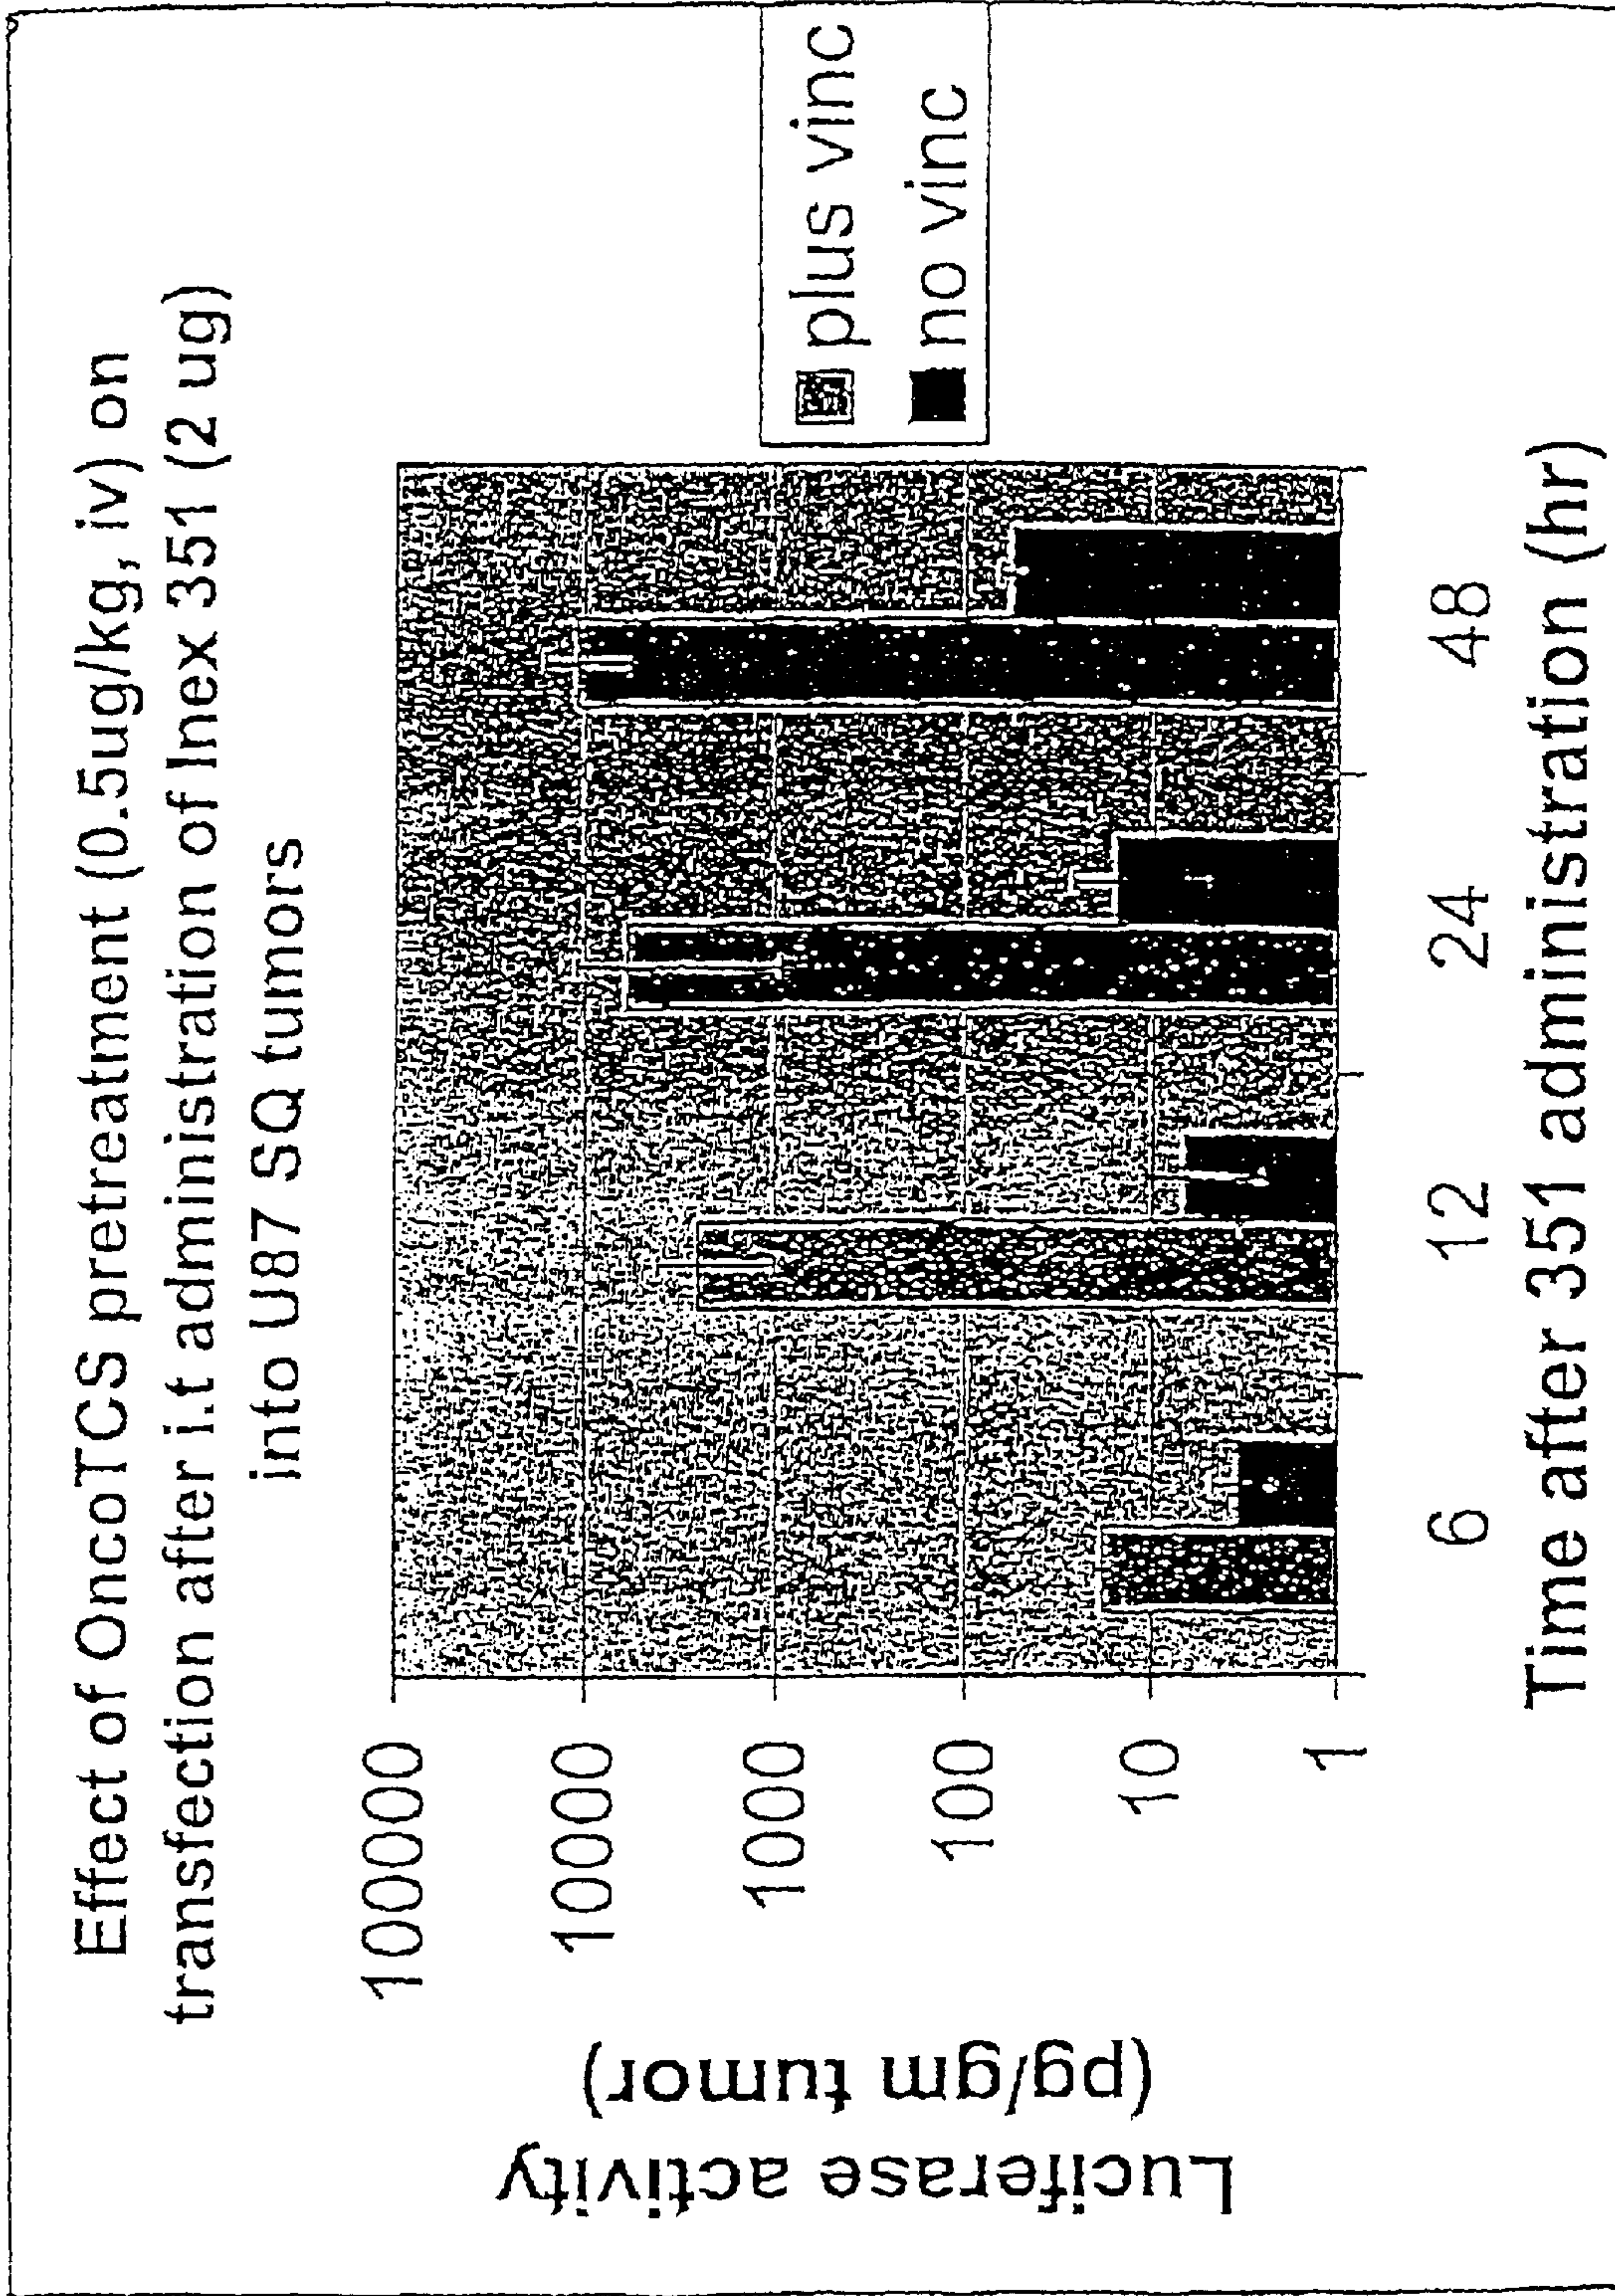 Effect of OncoTCS pretreatment (0.5ug/kg, iv) on
transfection after i.t administration of Inex 351 (2 ug)
into U87 SQ tumors
Luciferase activity
(pg/gm tumor)
100000
10000
1000
100
10
1
6 12 24 48
Time after 351 administration (hr)
plus vinc
no vinc